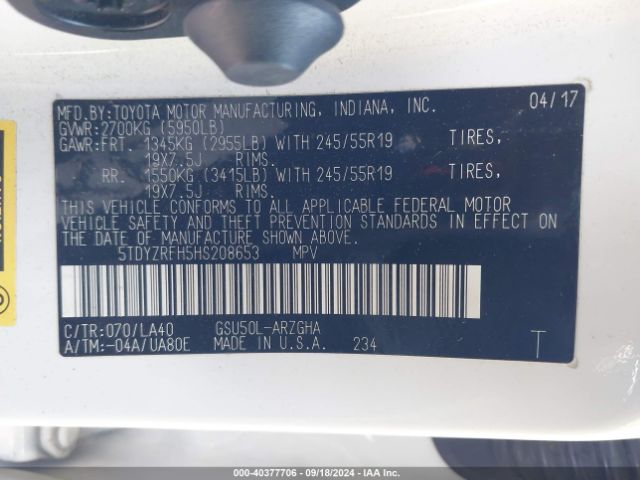 MFD.BY:TOYOTA MOTOR MANUFACTURING, INDIANA, INC. 04/17
GVWR:2700KG (5950LB)
GAWR:FRT. 1345KG (2955LB) WITH 245/55R19 TIRES,
19X7.5J RIMS.
RR. 1550KG (3415LB) WITH 245/55R19 TIRES,
19X7.5J RIMS.
THIS VEHICLE CONFORMS TO ALL APPLICABLE FEDERAL MOTOR
VEHICLE SAFETY AND THEFT PREVENTION STANDARDS IN EFFECT ON
THE DATE OF MANUFACTURE SHOWN ABOVE.
5TDYZRFH5HS208653 MPV
C/TR:070/LA40 GSU50L-ARZGHA
A/TM:-04A/UA80E MADE IN U.S.A. 234 T
000-40377706 - 09/18/2024 - IAA Inc.